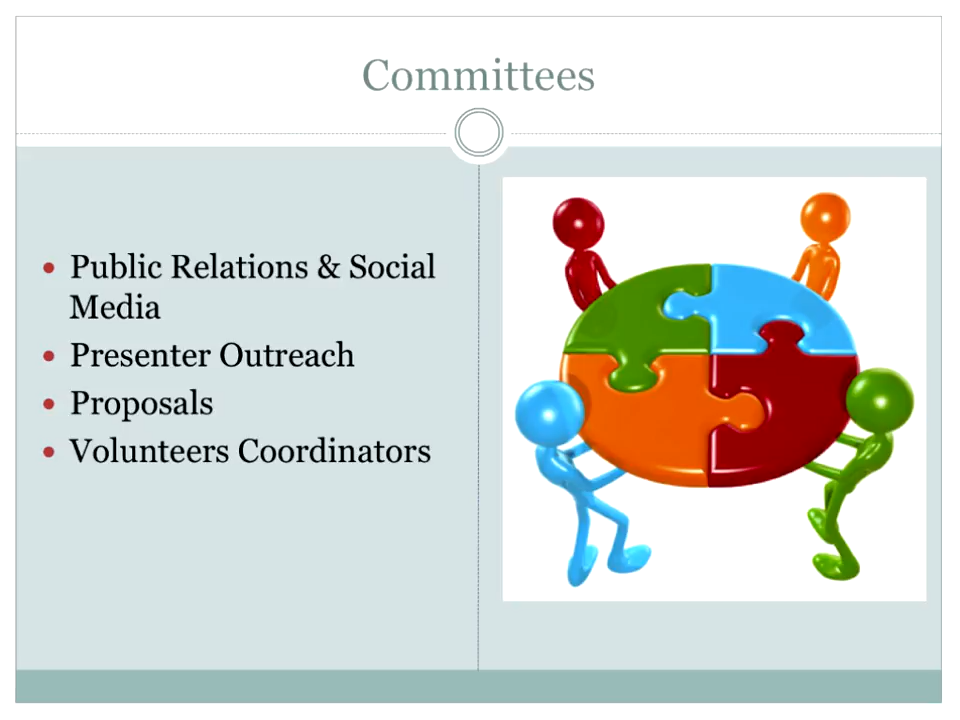 Committees
• Public Relations & Social
Media
• Presenter Outreach
• Proposals
• Volunteers Coordinators